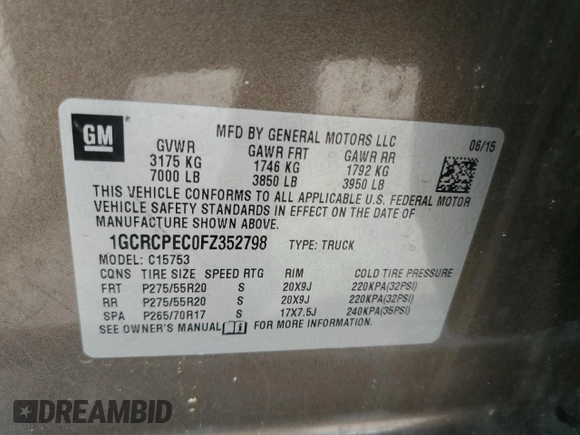 GM
MFD BY GENERAL MOTORS LLC 06/15
GVWR GAWR FRT GAWR RR
3175 KG 1746 KG 1792 KG
7000 LB 3850 LB 3950 LB
THIS VEHICLE CONFORMS TO ALL APPLICABLE U.S. FEDERAL MOTOR
VEHICLE SAFETY STANDARDS IN EFFECT ON THE DATE OF
MANUFACTURE SHOWN ABOVE.
1GCRCPEC0FZ352798 TYPE: TRUCK
MODEL: C15753
CONS TIRE SIZE SPEED RTG RIM COLD TIRE PRESSURE
FRT P275/55R20 S 20X9J 220KPA(32PSI)
RR P275/55R20 S 20X9J 220KPA(32PSI)
SPA P265/70R17 S 17X7.5J 240KPA(35PSI)
SEE OWNER'S MANUAL FOR MORE INFORMATION.
DREAMBID